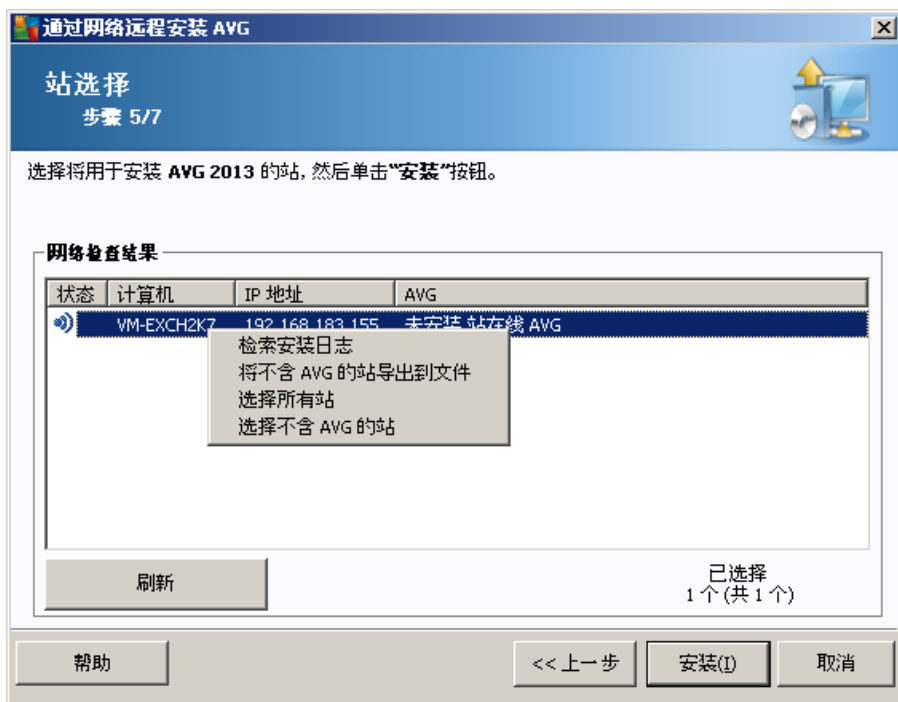 通过网络远程安装 AVG
站选择
步骤 5/7
选择将用于安装 AVG 2013 的站, 然后单击"安装"按钮。
网络检查结果
状态 计算机 IP 地址 AVG
VM-EXCH2K7 192.168.183.155 未安装 站在线 AVG
检索安装日志
将不含 AVG 的站导出到文件
选择所有站
选择不含 AVG 的站
刷新
已选择
1 个 (共 1 个)
帮助 << 上一步 安装(I) 取消